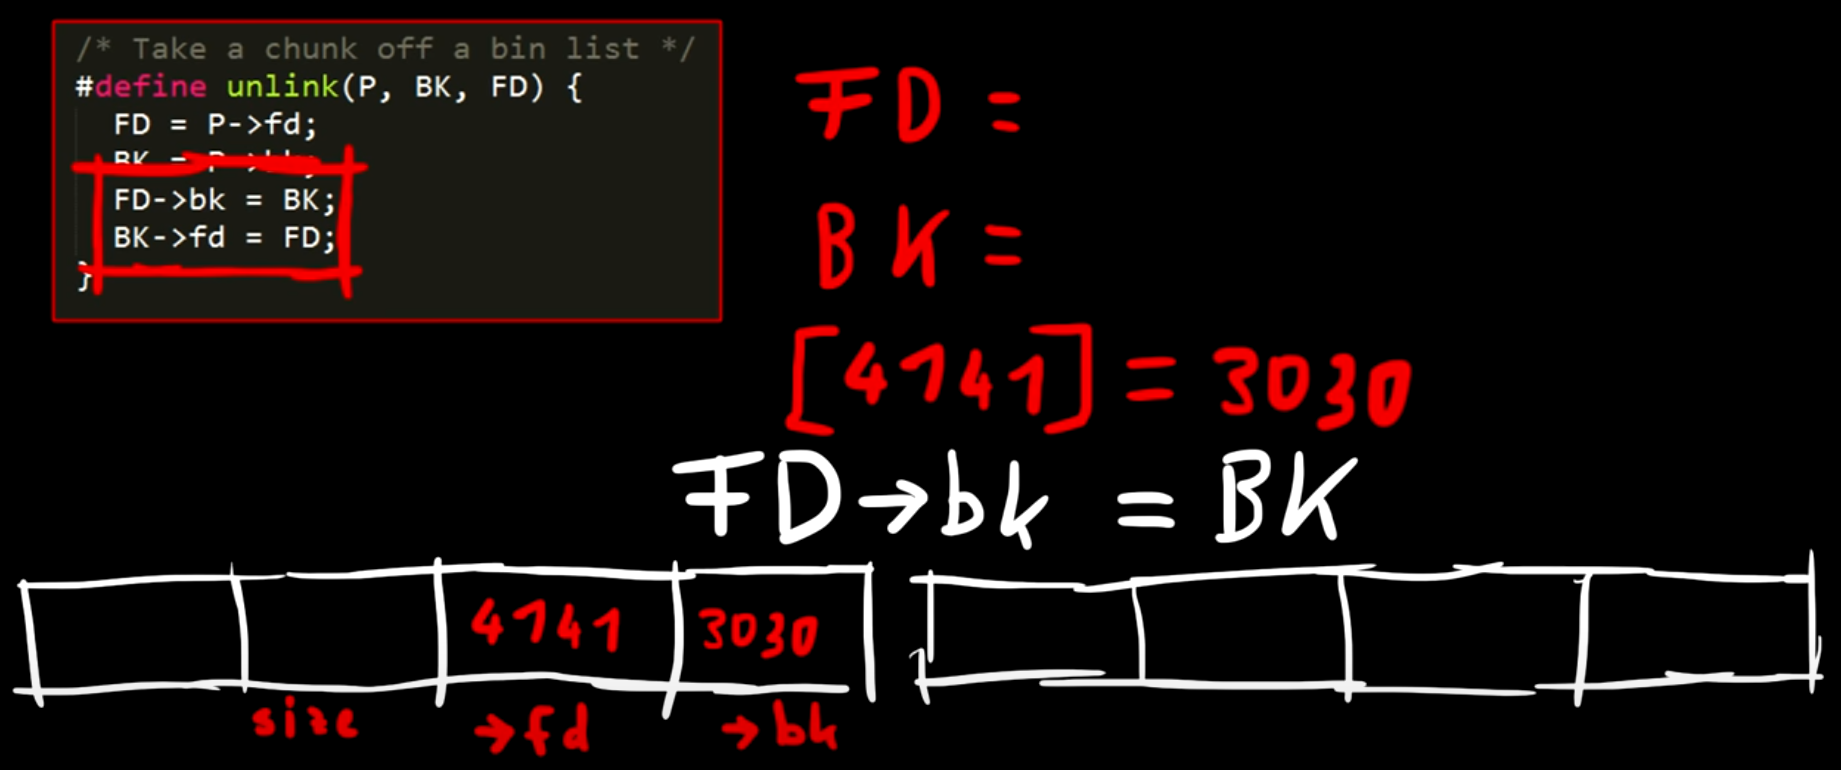 /* Take a chunk off a bin list */
#define unlink(P, BK, FD) {
FD = P->fd;
BK = P->bk;
FD->bk = BK;
BK->fd = FD;
}
FD =
BK =
[4141] = 3030
FD→bk = BK
4141 3030
size →fd →bk